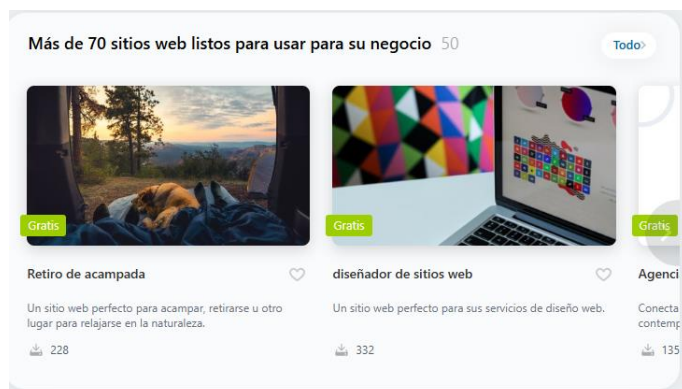 Más de 70 sitios web listos para usar para su negocio 50
Todo
Gratis
Gratis
Gratis
Retiro de acampada
diseñador de sitios web
Agenci
Un sitio web perfecto para acampar, retirarse u otro
lugar para relajarse en la naturaleza.
Un sitio web perfecto para sus servicios de diseño web.
Conecta
contemp
228
332
135